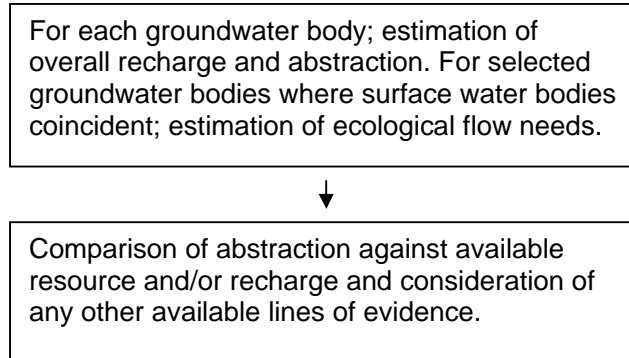 For each groundwater body; estimation of
overall recharge and abstraction. For selected
groundwater bodies where surface water bodies
coincident; estimation of ecological flow needs.
Comparison of abstraction against available
resource and/or recharge and consideration of
any other available lines of evidence.